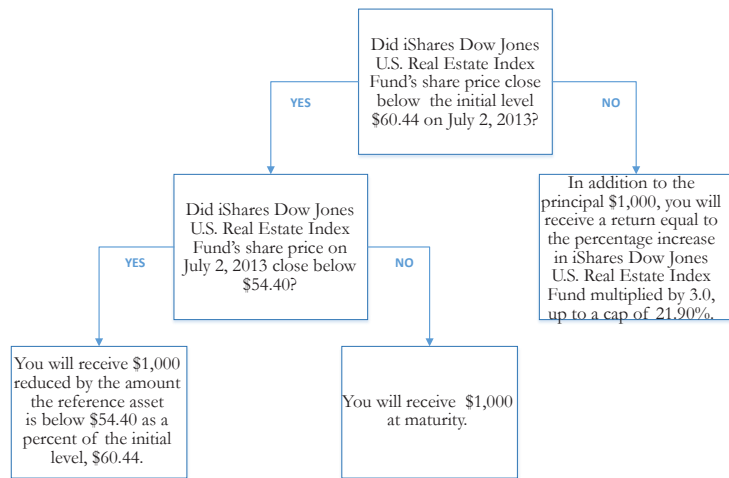 Did iShares Dow Jones
U.S. Real Estate Index
Fund's share price close
below the initial level
$60.44 on July 2, 2013?
YES
NO
Did iShares Dow Jones
U.S. Real Estate Index
Fund's share price on
July 2, 2013 close below
$54.40?
In addition to the
principal $1,000, you will
receive a return equal to
the percentage increase
in iShares Dow Jones
U.S. Real Estate Index
Fund multiplied by 3.0,
up to a cap of 21.90%.
YES
NO
You will receive $1,000
reduced by the amount
the reference asset
is below $54.40 as a
percent of the initial
level, $60.44.
You will receive $1,000
at maturity.